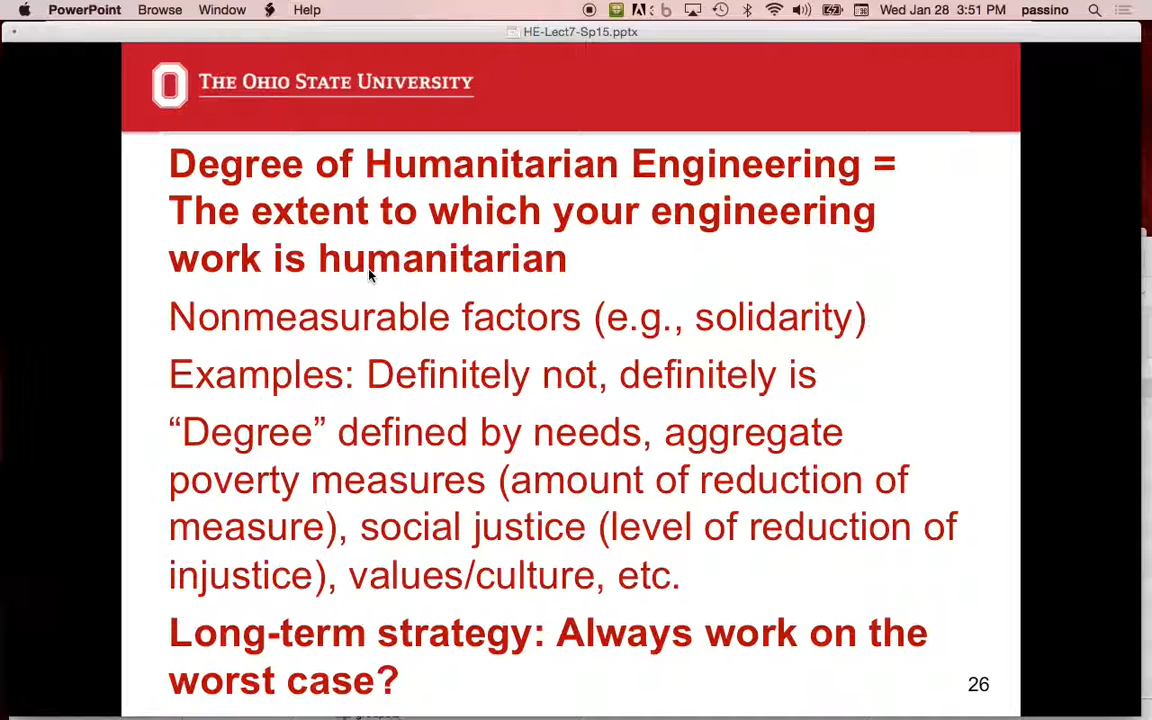 PowerPoint Browse Window Help Wed Jan 28 3:51 PM passino
HE-Lect7-Sp15.pptx
THE OHIO STATE UNIVERSITY
Degree of Humanitarian Engineering =
The extent to which your engineering
work is humanitarian
Nonmeasurable factors (e.g., solidarity)
Examples: Definitely not, definitely is
“Degree” defined by needs, aggregate
poverty measures (amount of reduction of
measure), social justice (level of reduction of
injustice), values/culture, etc.
Long-term strategy: Always work on the
worst case?
26